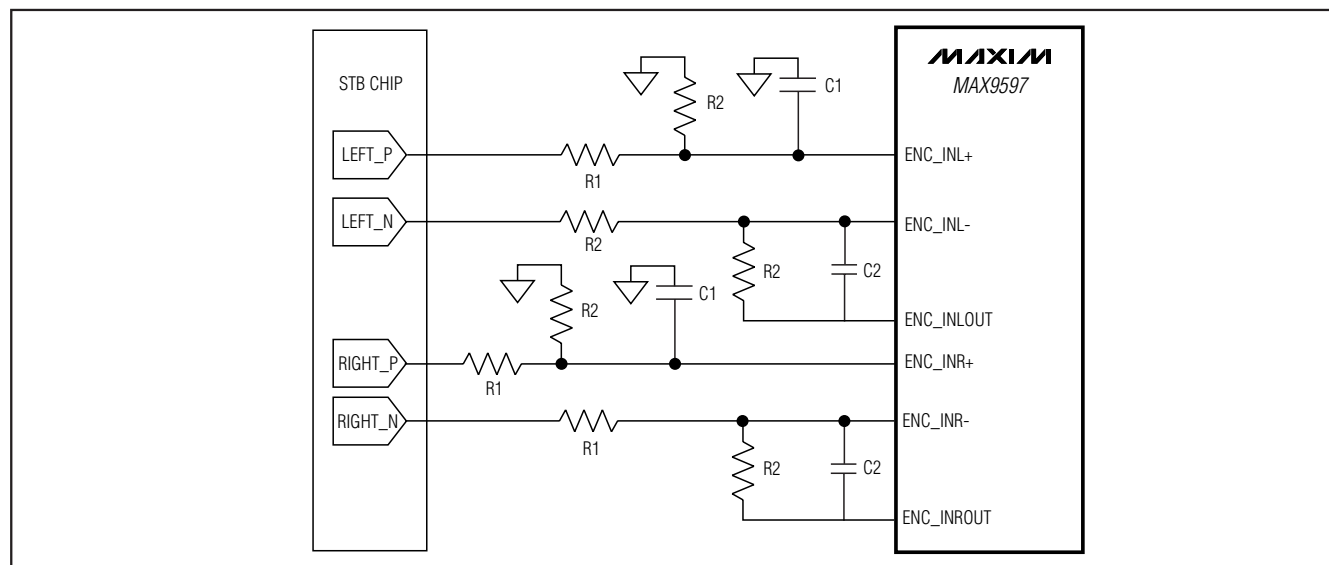 STB CHIP
MAXIM
MAX9597
R2
C1
LEFT_P
ENC_INL+
R1
LEFT_N
ENC_INL-
R2
R2
C2
R2
C1
ENC_INLOUT
RIGHT_P
ENC_INR+
R1
RIGHT_N
ENC_INR-
R1
R2
C2
ENC_INROUT